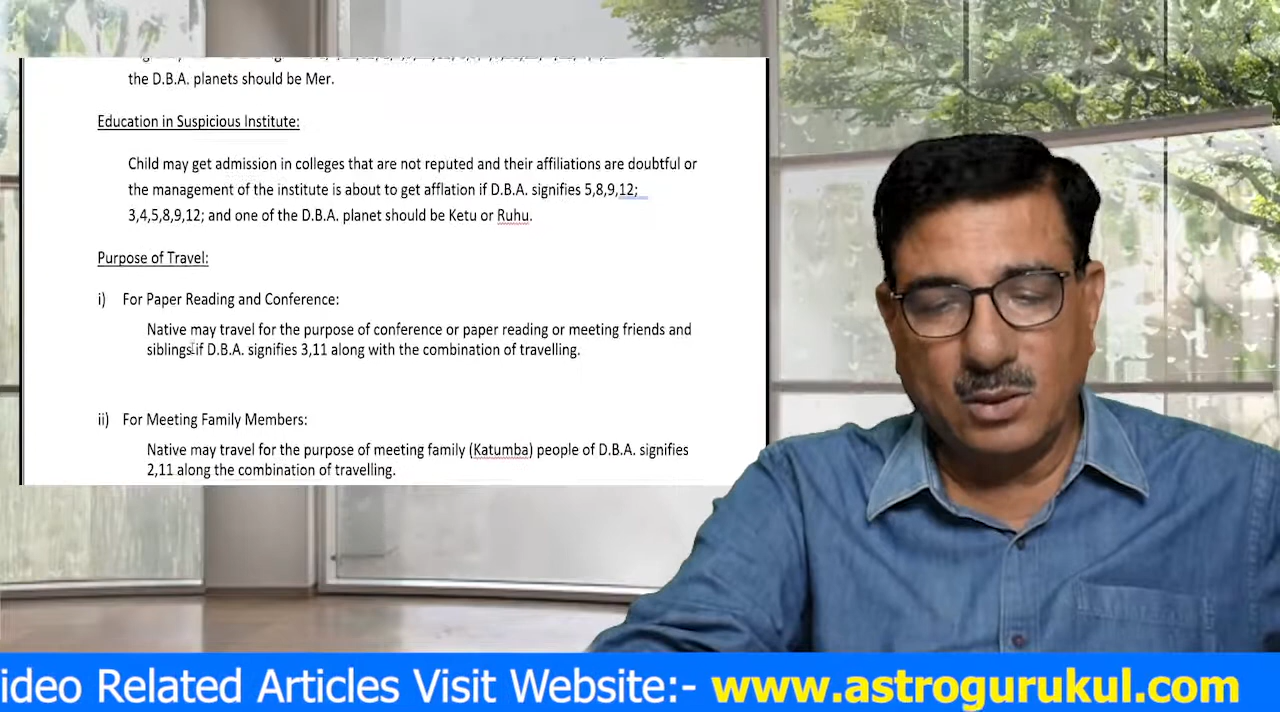 the D.B.A. planets should be Mer.
Education in Suspicious Institute:
Child may get admission in colleges that are not reputed and their affiliations are doubtful or
the management of the institute is about to get afflation if D.B.A. signifies 5,8,9,12;
3,4,5,8,9,12; and one of the D.B.A. planet should be Ketu or Ruhu.
Purpose of Travel:
i) For Paper Reading and Conference:
Native may travel for the purpose of conference or paper reading or meeting friends and
siblings if D.B.A. signifies 3,11 along with the combination of travelling.
ii) For Meeting Family Members:
Native may travel for the purpose of meeting family (Katumba) people of D.B.A. signifies
2,11 along the combination of travelling.
ideo Related Articles Visit Website:- www.astrogurukul.com